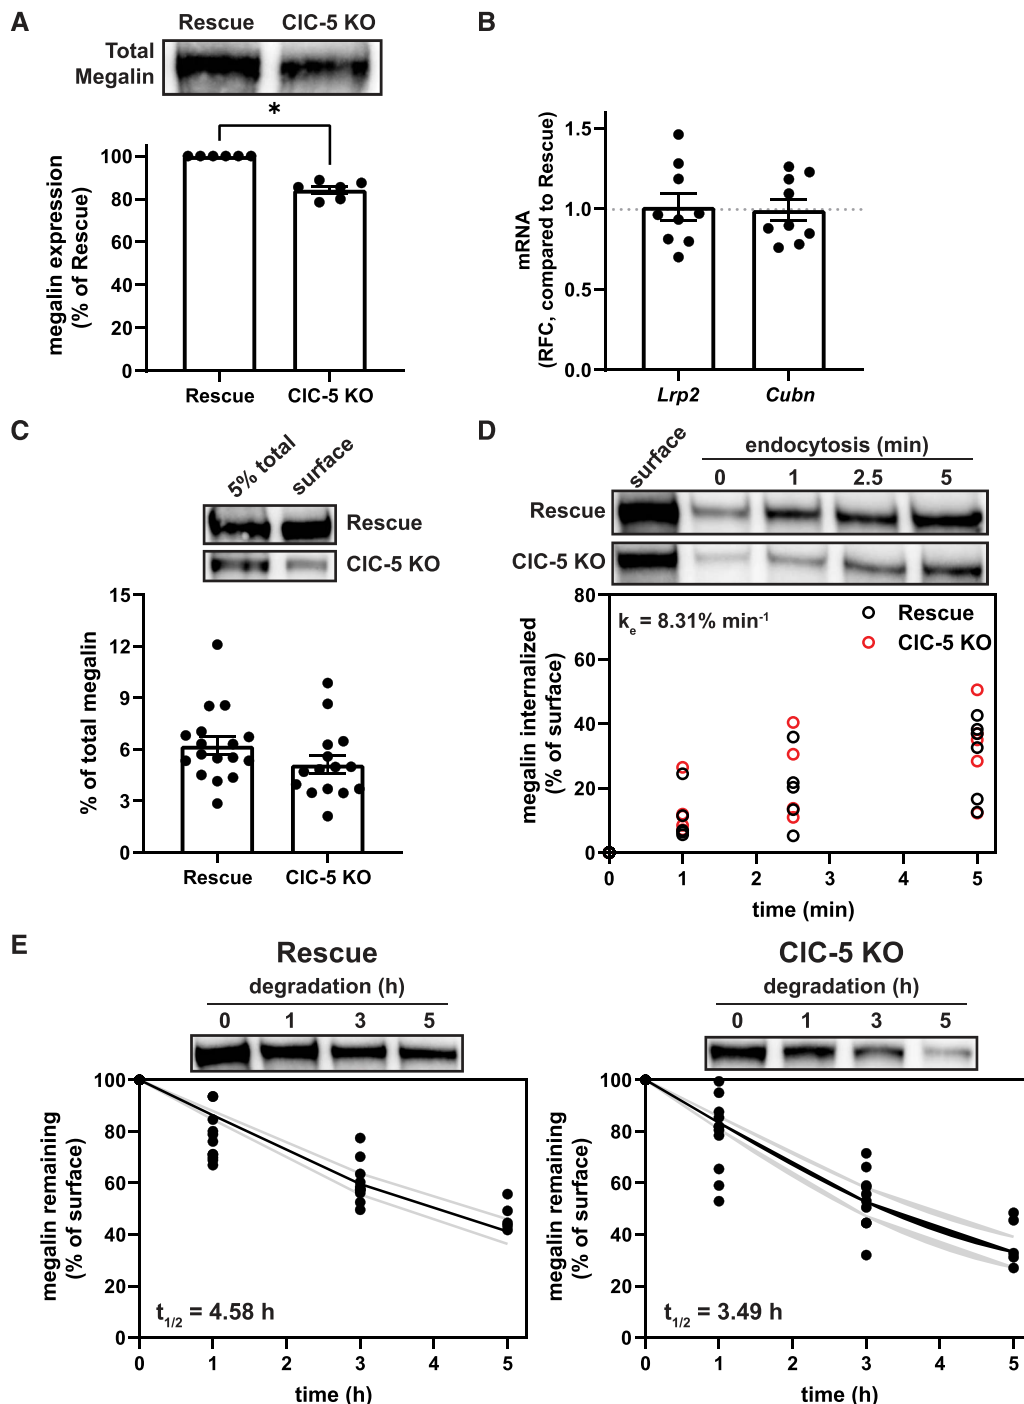 A
Rescue
ClC-5 KO
Total
Megalin
*
megalin expression
(% of Rescue)
100
80
60
40
20
0
Rescue
ClC-5 KO
B
mRNA
(RFC, compared to Rescue)
1.5
1.0
0.5
0.0
Lrp2
Cubn
C
5% total
surface
Rescue
ClC-5 KO
% of total megalin
15
12
9
6
3
0
Rescue
ClC-5 KO
D
surface
endocytosis (min)
0 1 2.5 5
Rescue
ClC-5 KO
megalin internalized
(% of surface)
80
60
40
20
0
ke = 8.31% min-1
Rescue
ClC-5 KO
0 1 2 3 4 5
time (min)
E
Rescue
degradation (h)
0 1 3 5
megalin remaining
(% of surface)
100
80
60
40
20
0
t1/2 = 4.58 h
0 1 2 3 4 5
time (h)
ClC-5 KO
degradation (h)
0 1 3 5
megalin remaining
(% of surface)
100
80
60
40
20
0
t1/2 = 3.49 h
0 1 2 3 4 5
time (h)